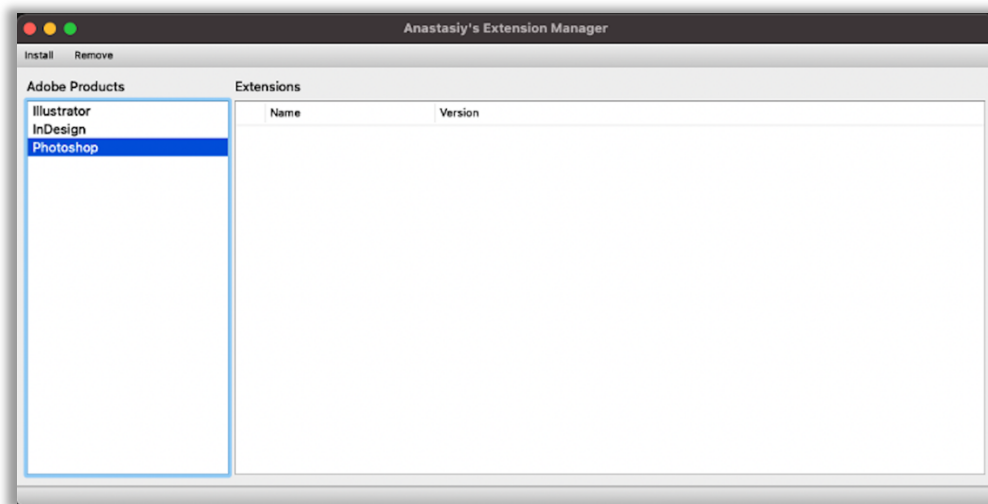 Anastasiy's Extension Manager
Install Remove
Adobe Products
Illustrator
InDesign
Photoshop
Extensions
Name Version